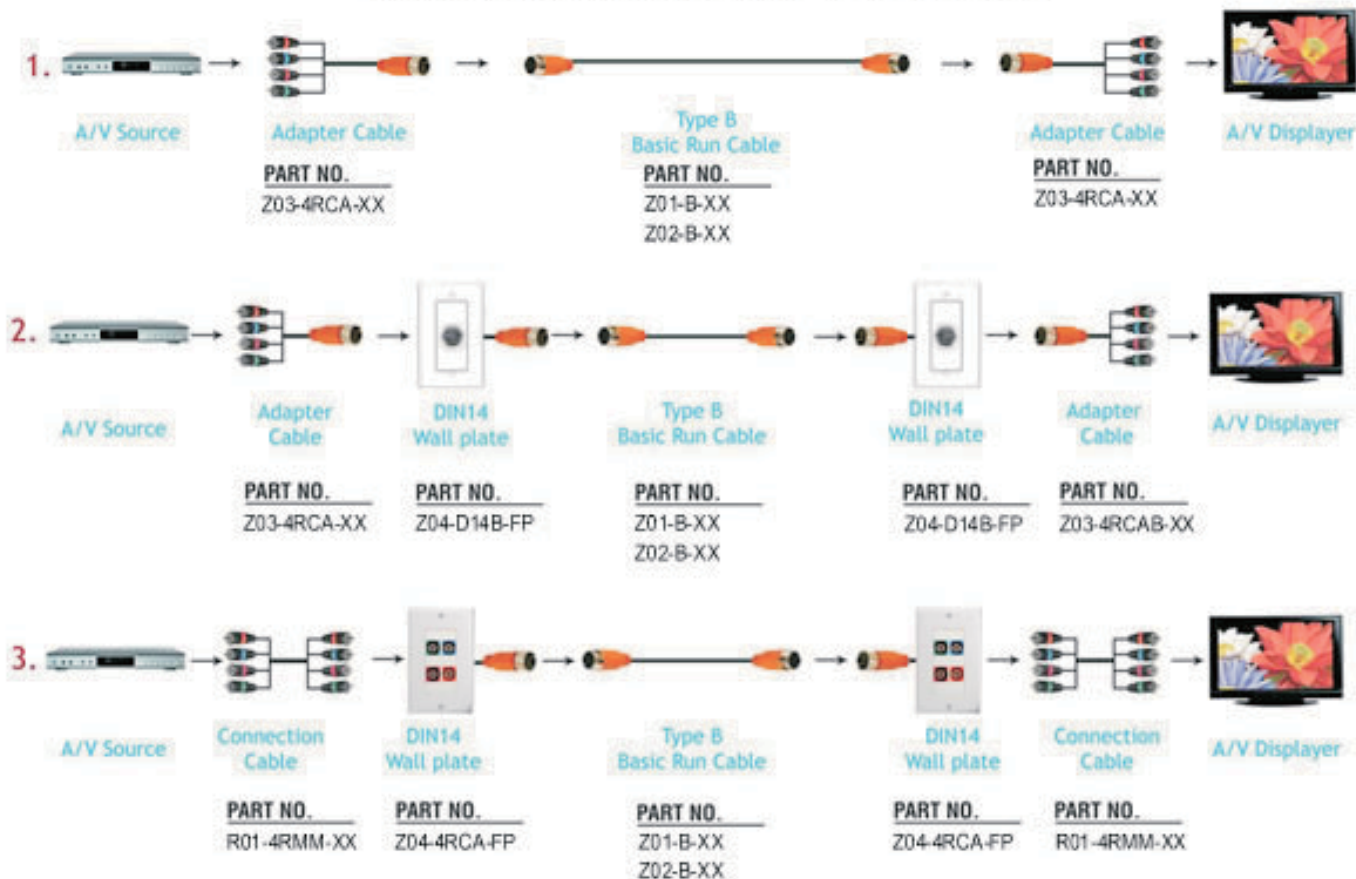 1.
A/V Source
Adapter Cable
Type B
Basic Run Cable
Adapter Cable
A/V Displayer
PART NO.
Z03-4RCA-XX
PART NO.
Z01-B-XX
Z02-B-XX
PART NO.
Z03-4RCA-XX
2.
A/V Source
Adapter
Cable
DIN14
Wall plate
Type B
Basic Run Cable
DIN14
Wall plate
Adapter
Cable
A/V Displayer
PART NO.
Z03-4RCA-XX
PART NO.
Z04-D14B-FP
PART NO.
Z01-B-XX
Z02-B-XX
PART NO.
Z04-D14B-FP
PART NO.
Z03-4RCAB-XX
3.
A/V Source
Connection
Cable
DIN14
Wall plate
Type B
Basic Run Cable
DIN14
Wall plate
Connection
Cable
A/V Displayer
PART NO.
R01-4RMM-XX
PART NO.
Z04-4RCA-FP
PART NO.
Z01-B-XX
Z02-B-XX
PART NO.
Z04-4RCA-FP
PART NO.
R01-4RMM-XX